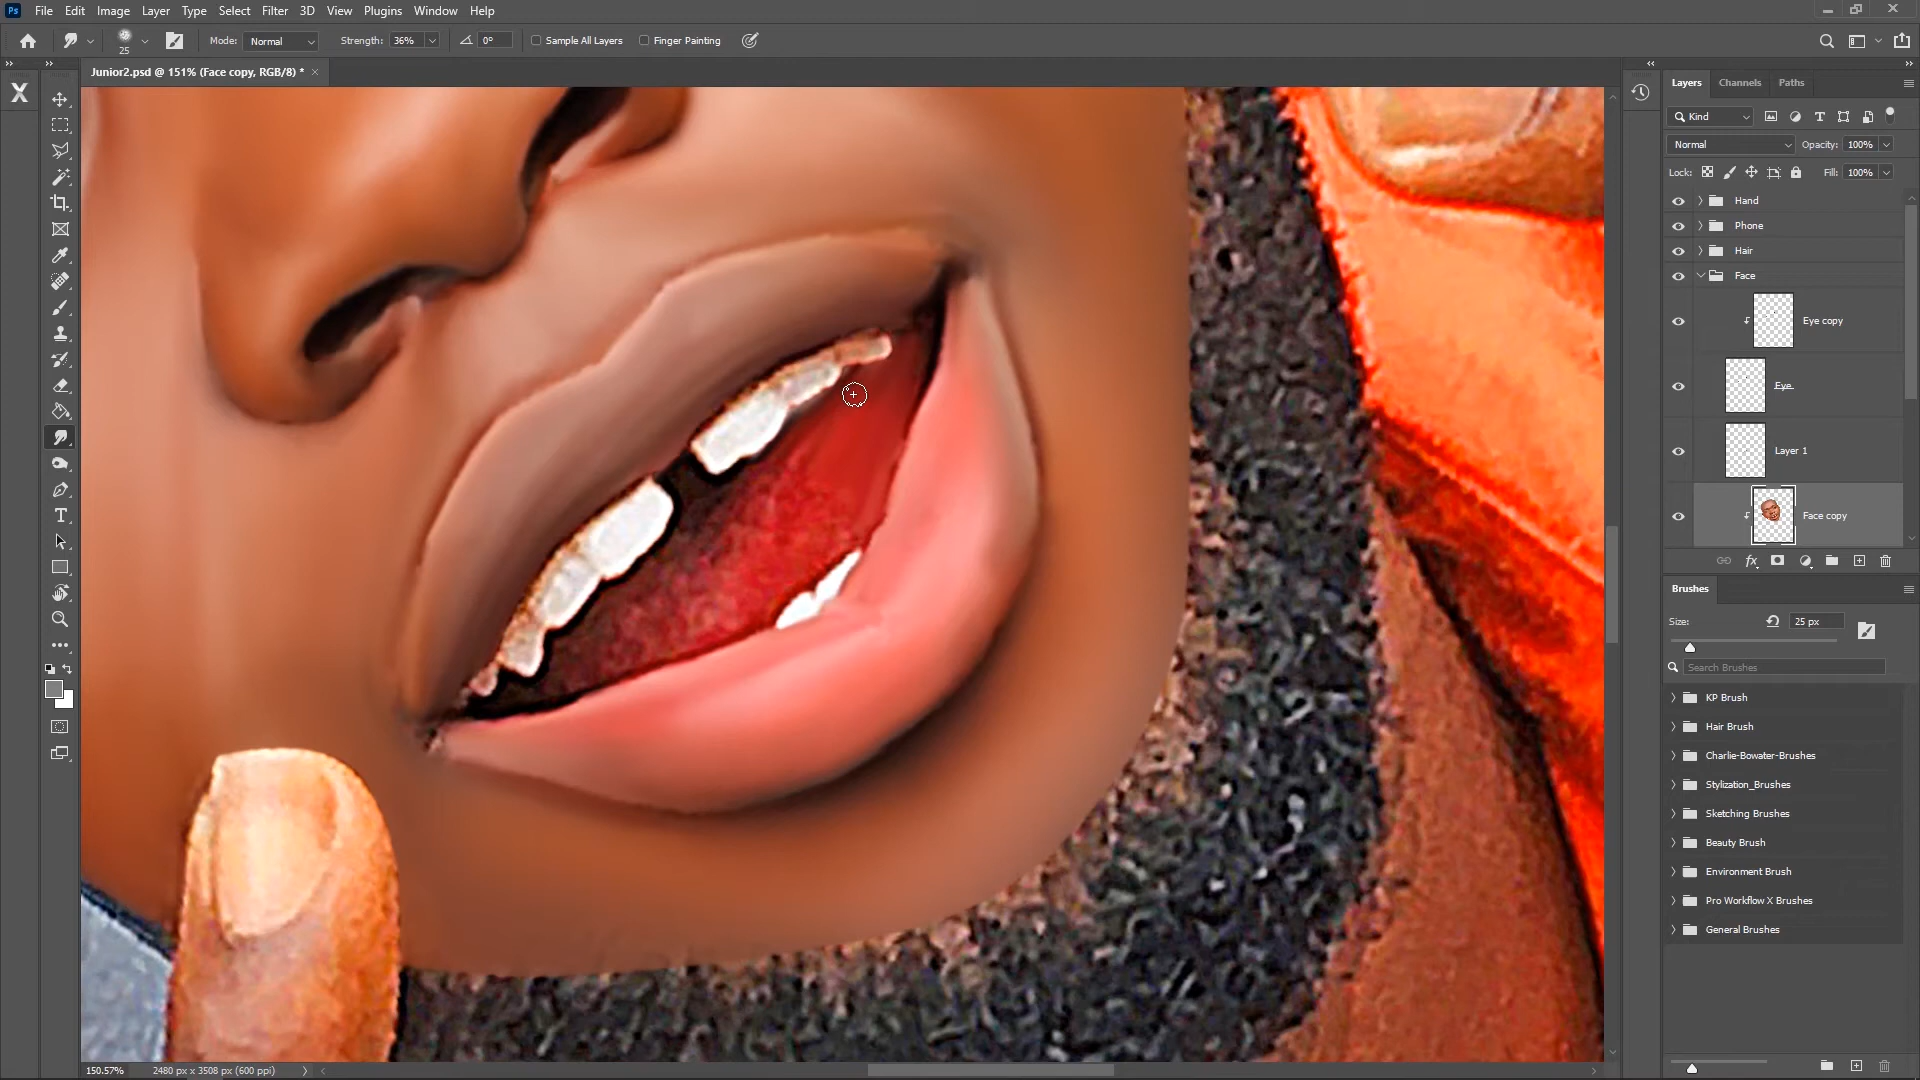 Ps File Edit Image Layer Type Select Filter 3D View Plugins Window Help
25 Mode: Normal Strength: 36% 0° Sample All Layers Finger Painting
Junior2.psd @ 151% (Face copy, RGB/8) *
X
Layers Channels Paths
Kind
Normal Opacity: 100%
Lock: Fill: 100%
Hand
Phone
Hair
Face
Eye copy
Eye
Layer 1
Face copy
fx
Brushes
Size: 25 px
Search Brushes
KP Brush
Hair Brush
Charlie-Bowater-Brushes
Stylization_Brushes
Sketching Brushes
Beauty Brush
Environment Brush
Pro Workflow X Brushes
General Brushes
150.57% 2480 px x 3508 px (600 ppi)